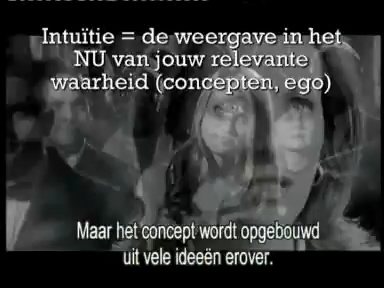 Intuïtie = de weergave in het
NU van jouw relevante
waarheid (concepten, ego)
Maar het concept wordt opgebouwd
uit vele ideeën erover.